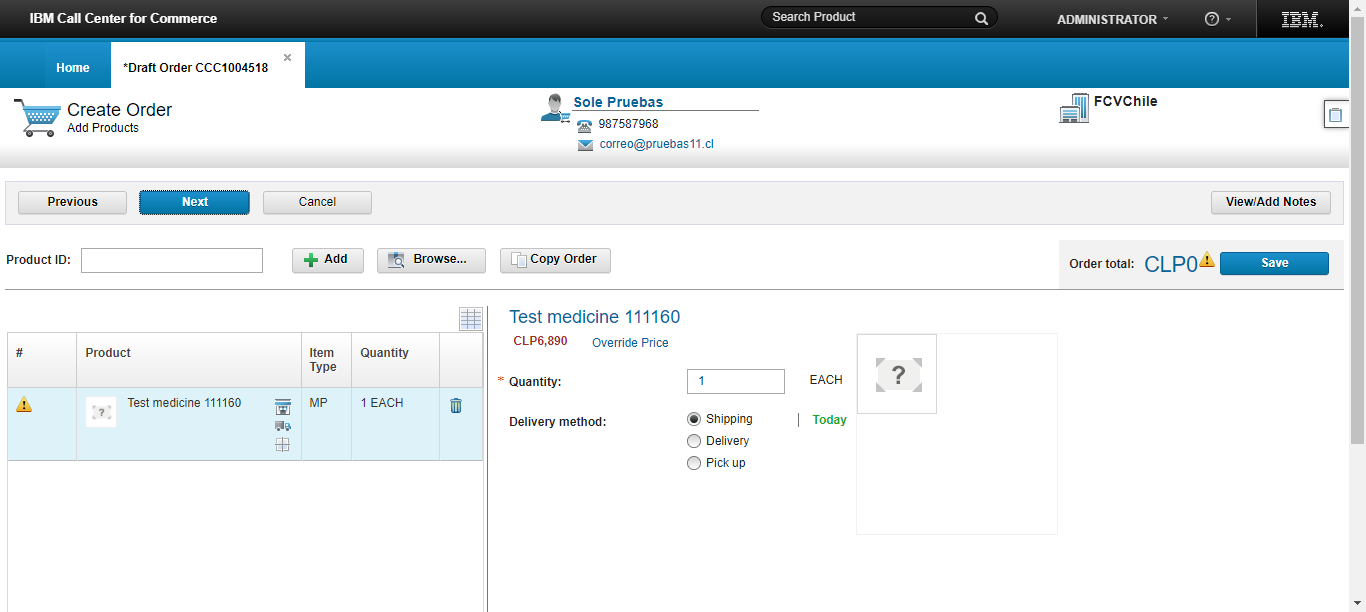 IBM Call Center for Commerce
Search Product
ADMINISTRATOR
?
IBM.
Home
*Draft Order CCC1004518
Create Order
Add Products
Sole Pruebas
987587968
correo@pruebas11.cl
FCVChile
Previous
Next
Cancel
View/Add Notes
Product ID:
Add
Browse...
Copy Order
Order total:
CLP0
Save
#
Product
Item Type
Quantity
Test medicine 111160
MP
1 EACH
Test medicine 111160
CLP6,890
Override Price
* Quantity:
1
EACH
?
Delivery method:
Shipping
| Today
Delivery
Pick up